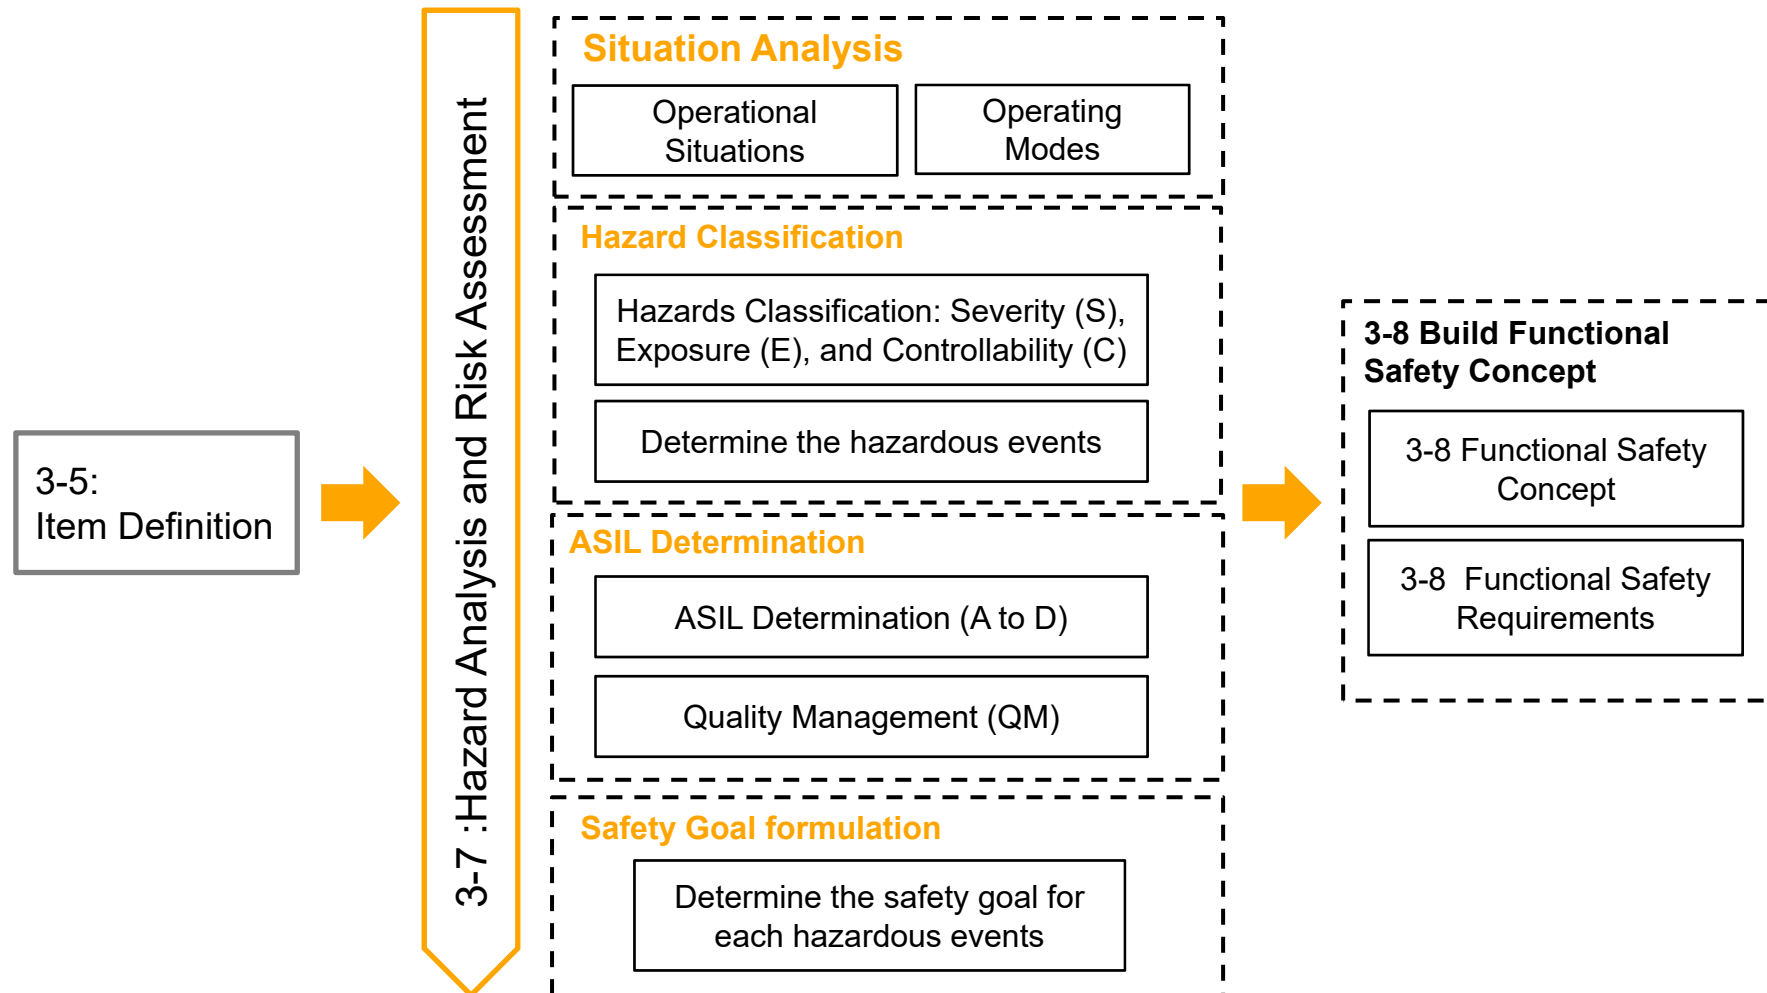 3-5:
Item Definition
3-7 :Hazard Analysis and Risk Assessment
Situation Analysis
Operational
Situations
Operating
Modes
Hazard Classification
Hazards Classification: Severity (S),
Exposure (E), and Controllability (C)
Determine the hazardous events
ASIL Determination
ASIL Determination (A to D)
Quality Management (QM)
Safety Goal formulation
Determine the safety goal for
each hazardous events
3-8 Build Functional
Safety Concept
3-8 Functional Safety
Concept
3-8  Functional Safety
Requirements